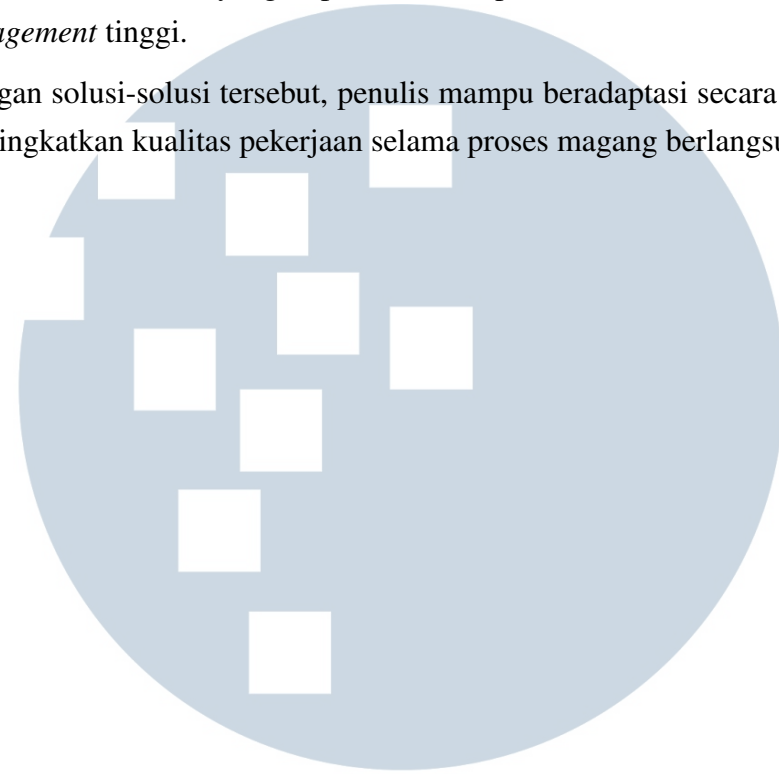 agement tinggi.
gan solusi-solusi tersebut, penulis mampu beradaptasi secara
ingkatkan kualitas pekerjaan selama proses magang berlangsu